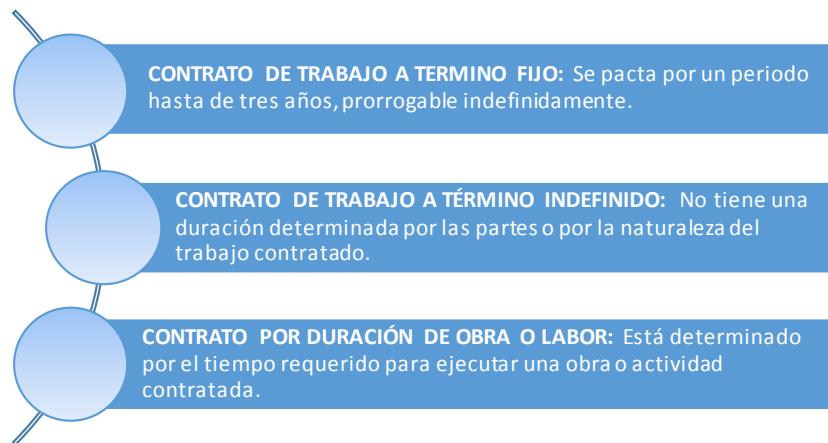 CONTRATO DE TRABAJO A TERMINO FIJO: Se pacta por un periodo
hasta de tres años, prorrogable indefinidamente.
CONTRATO DE TRABAJO A TÉRMINO INDEFINIDO: No tiene una
duración determinada por las partes o por la naturaleza del
trabajo contratado.
CONTRATO POR DURACIÓN DE OBRA O LABOR: Está determinado
por el tiempo requerido para ejecutar una obra o actividad
contratada.